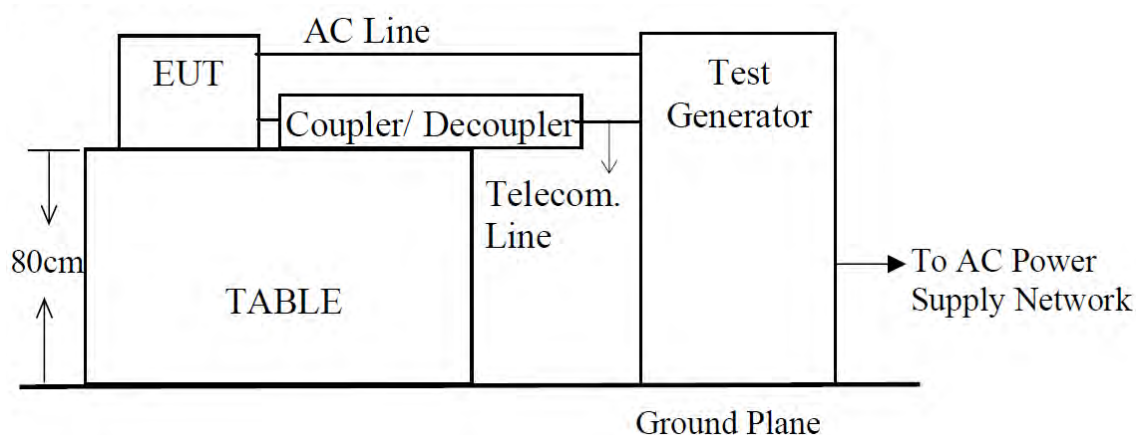 AC Line
EUT
Test
Generator
Coupler/ Decoupler
Telecom.
Line
80cm
TABLE
To AC Power
Supply Network
Ground Plane